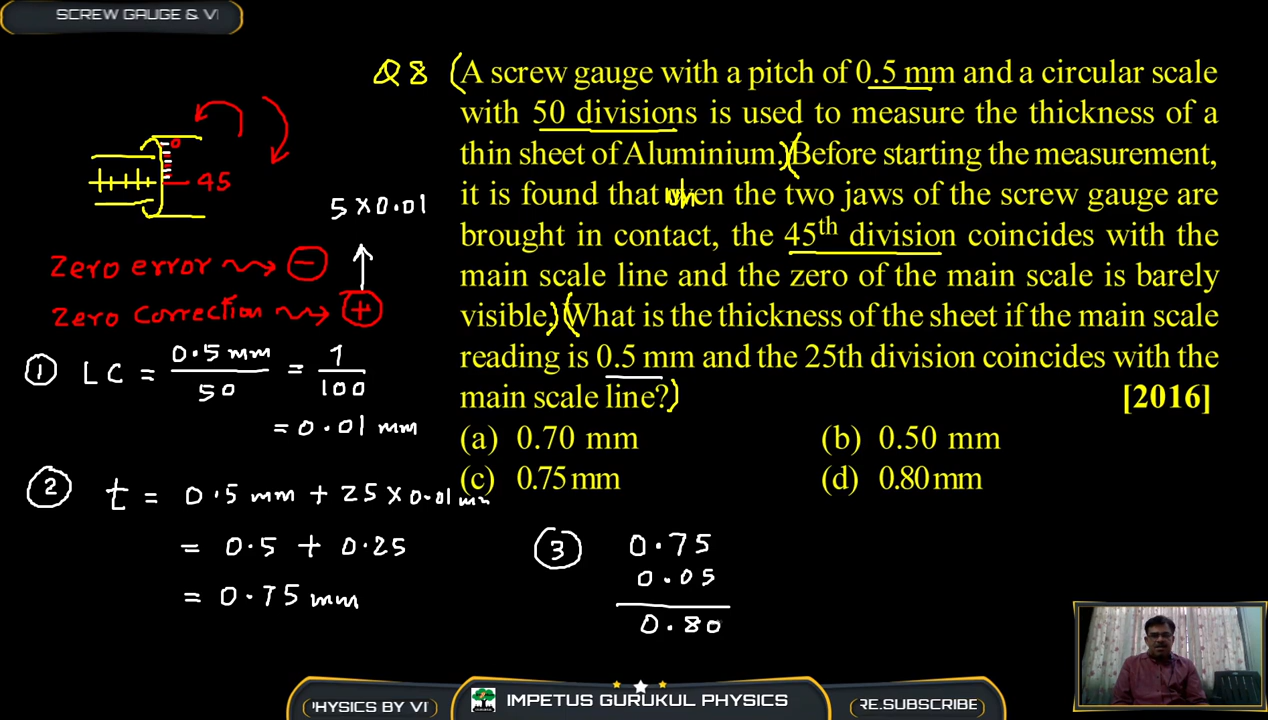 SCREW GAUGE & VI
Q 8 (A screw gauge with a pitch of 0.5 mm and a circular scale
with 50 divisions is used to measure the thickness of a
thin sheet of Aluminium.)(Before starting the measurement,
it is found that when the two jaws of the screw gauge are
brought in contact, the 45th division coincides with the
main scale line and the zero of the main scale is barely
visible.)(What is the thickness of the sheet if the main scale
reading is 0.5 mm and the 25th division coincides with the
main scale line?)
[2016]
(a) 0.70 mm (b) 0.50 mm
(c) 0.75 mm (d) 0.80 mm
0
45
5 × 0.01
Zero error → −
Zero correction → +
1 LC = 0.5 mm / 50 = 1 / 100
= 0.01 mm
2 t = 0.5 mm + 25 × 0.01 mm
= 0.5 + 0.25
= 0.75 mm
3 0.75
0.05
0.80
PHYSICS BY VI
IMPETUS GURUKUL PHYSICS
RE.SUBSCRIBE